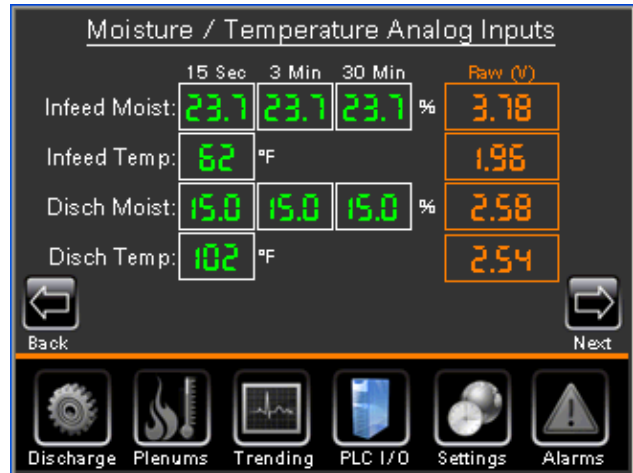 Moisture / Temperature Analog Inputs
15 Sec 3 Min 30 Min Raw (V)
Infeed Moist: 23.7 23.7 23.7 % 3.78
Infeed Temp: 62 °F 1.96
Disch Moist: 15.0 15.0 15.0 % 2.58
Disch Temp: 102 °F 2.54
Back Next
Discharge Plenums Trending PLC I/O Settings Alarms